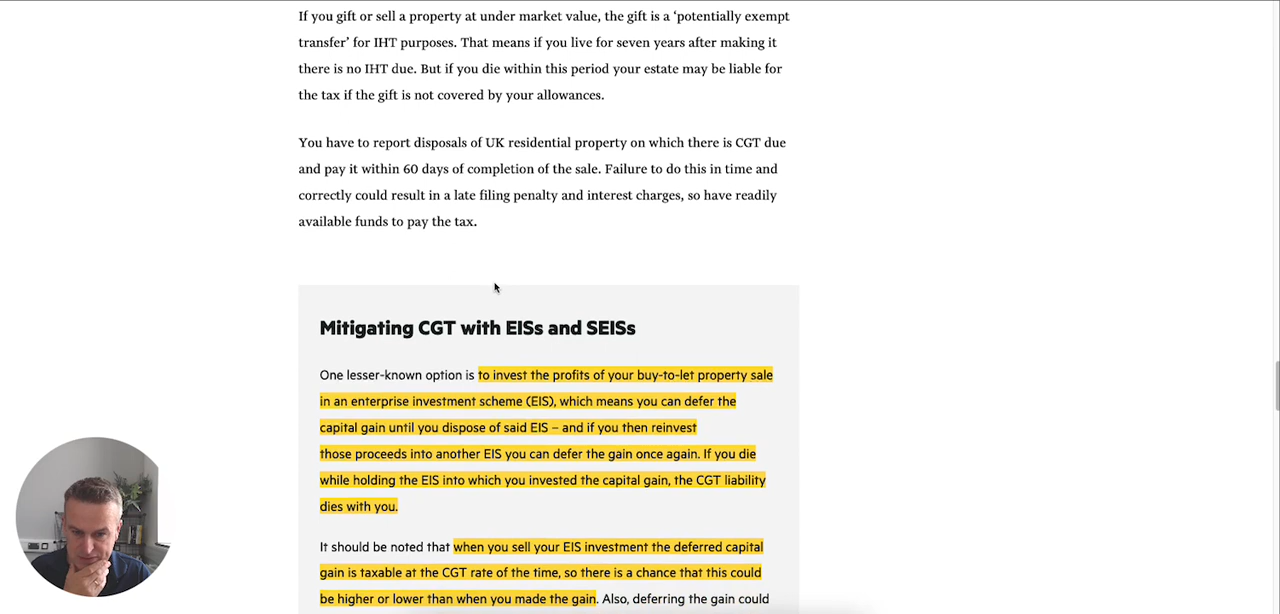 If you gift or sell a property at under market value, the gift is a ‘potentially exempt
transfer’ for IHT purposes. That means if you live for seven years after making it
there is no IHT due. But if you die within this period your estate may be liable for
the tax if the gift is not covered by your allowances.
You have to report disposals of UK residential property on which there is CGT due
and pay it within 60 days of completion of the sale. Failure to do this in time and
correctly could result in a late filing penalty and interest charges, so have readily
available funds to pay the tax.
Mitigating CGT with EISs and SEISs
One lesser-known option is to invest the profits of your buy-to-let property sale
in an enterprise investment scheme (EIS), which means you can defer the
capital gain until you dispose of said EIS – and if you then reinvest
those proceeds into another EIS you can defer the gain once again. If you die
while holding the EIS into which you invested the capital gain, the CGT liability
dies with you.
It should be noted that when you sell your EIS investment the deferred capital
gain is taxable at the CGT rate of the time, so there is a chance that this could
be higher or lower than when you made the gain. Also, deferring the gain could